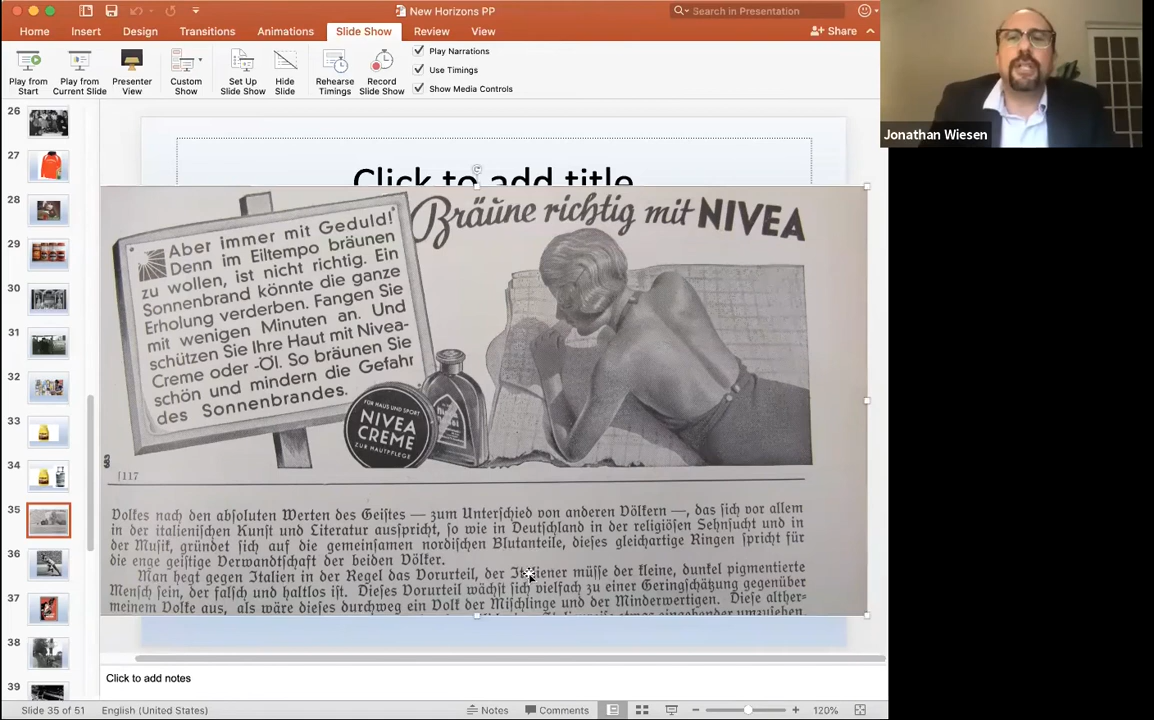 New Horizons PP
Search in Presentation
Home Insert Design Transitions Animations Slide Show Review View Share
Play from Start
Play from Current Slide
Presenter View
Custom Show
Set Up Slide Show
Hide Slide
Rehearse Timings
Record Slide Show
Play Narrations
Use Timings
Show Media Controls
Jonathan Wiesen
26
27
28
29
30
31
32
33
34
35
36
37
38
39
Click to add title
Bräune richtig mit NIVEA
Aber immer mit Geduld!
Denn im Eiltempo bräunen
zu wollen, ist nicht richtig. Ein
Sonnenbrand könnte die ganze
Erholung verderben. Fangen Sie
mit wenigen Minuten an. Und
schützen Sie Ihre Haut mit Nivea-
Creme oder -Öl. So bräunen Sie
schön und mindern die Gefahr
des Sonnenbrandes.
FÜR HAUS UND SPORT
NIVEA
CREME
ZUR HAUTPFLEGE
683
117
Volkes nach den absoluten Werten des Geistes — zum Unterschied von anderen Völkern —, das sich vor allem
in der italienischen Kunst und Literatur ausspricht, so wie in Deutschland in der religiösen Sehnsucht und in
der Musik, gründet sich auf die gemeinsamen nordischen Blutanteile, dieses gleichartige Ringen spricht für
die enge geistige Verwandtschaft der beiden Völker.
Man hegt gegen Italien in der Regel das Vorurteil, der Italiener müsse der kleine, dunkel pigmentierte
Mensch sein, der falsch und haltlos ist. Dieses Vorurteil wächst sich vielfach zu einer Geringschätzung gegenüber
meinem Volke aus, als wäre dieses durchweg ein Volk der Mischlinge und der Minderwertigen. Diese alther-
Click to add notes
Slide 35 of 51 English (United States) Notes Comments 120%